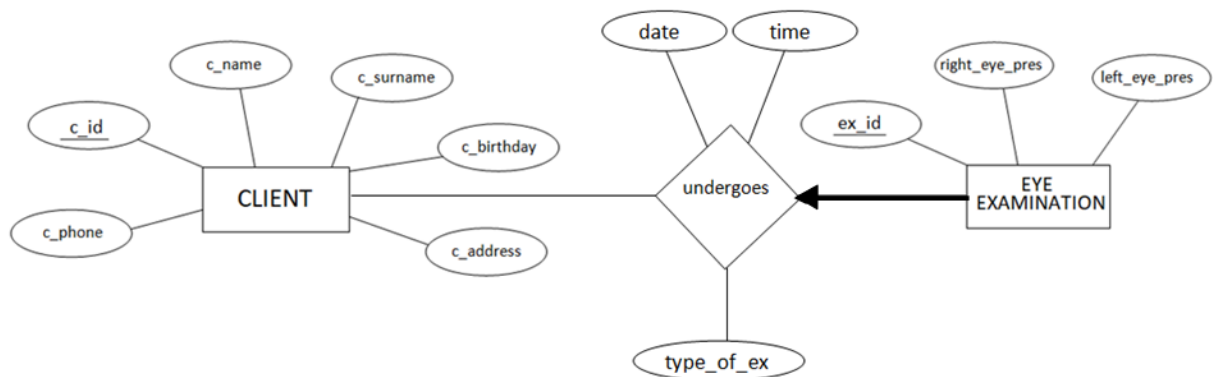 date
time
c_name
c_surname
right_eye_pres
left_eye_pres
c_id
ex_id
c_birthday
undergoes
CLIENT
EYE
EXAMINATION
c_phone
c_address
type_of_ex